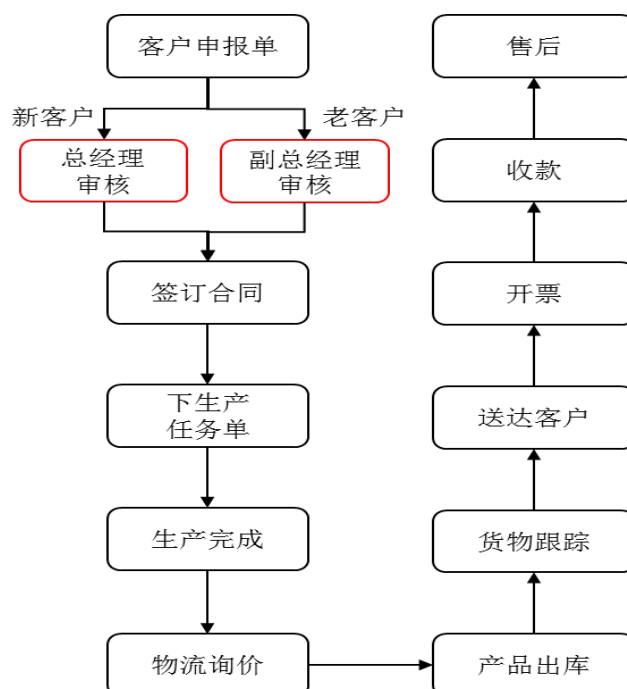 客户申报单
新客户
老客户
总经理
审核
副总经理
审核
签订合同
下生产
任务单
生产完成
物流询价
产品出库
货物跟踪
送达客户
开票
收款
售后